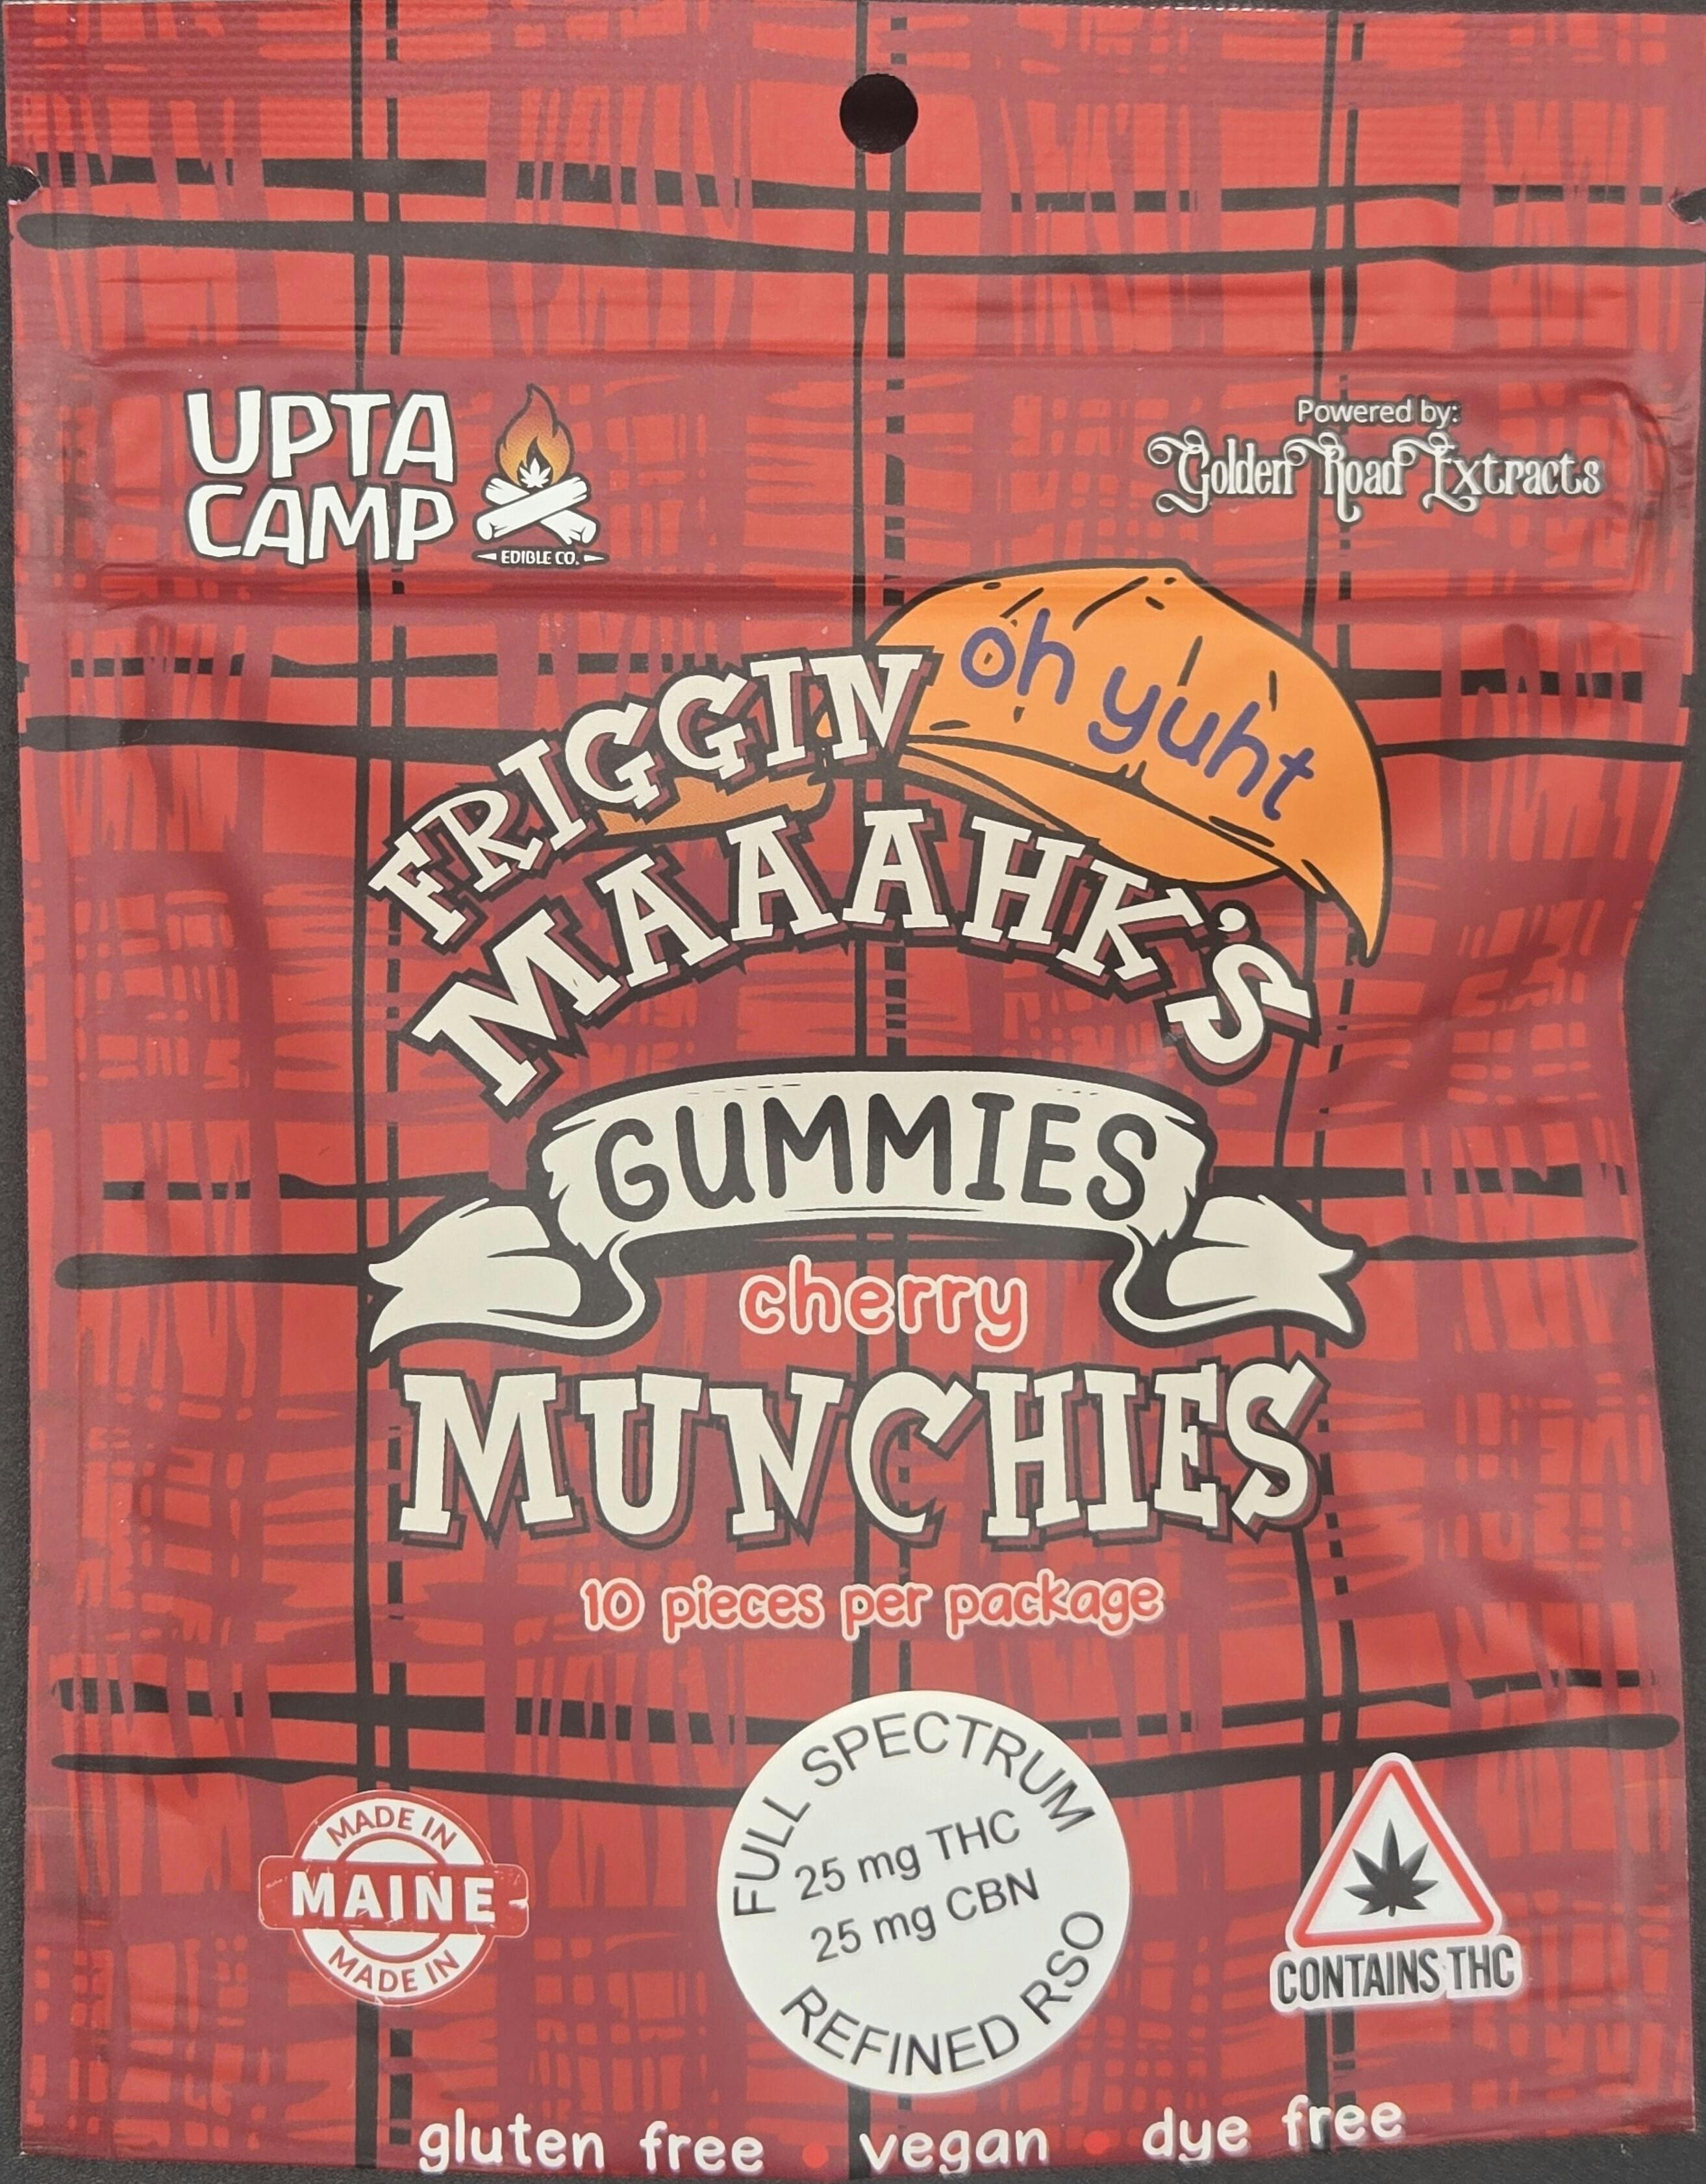 UPTA
CAMP
EDIBLE CO.
Powered by:
Golden Road Extracts
oh yuht
FRIGGIN
MAAAHK'S
GUMMIES
cherry
MUNCHIES
10 pieces per package
MADE IN
MAINE
MADE IN
FULL SPECTRUM
25 mg THC
25 mg CBN
REFINED RSO
CONTAINS THC
gluten free • vegan • dye free